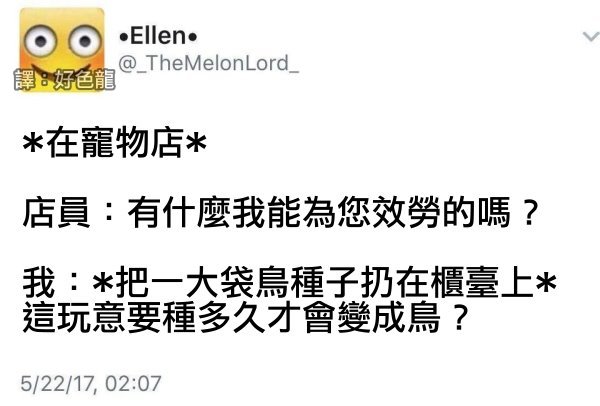 •Ellen•
@_TheMelonLord_
譯：好色龍
*在寵物店*
店員：有什麼我能為您效勞的嗎？
我：*把一大袋鳥種子扔在櫃臺上*
這玩意要種多久才會變成鳥？
5/22/17, 02:07